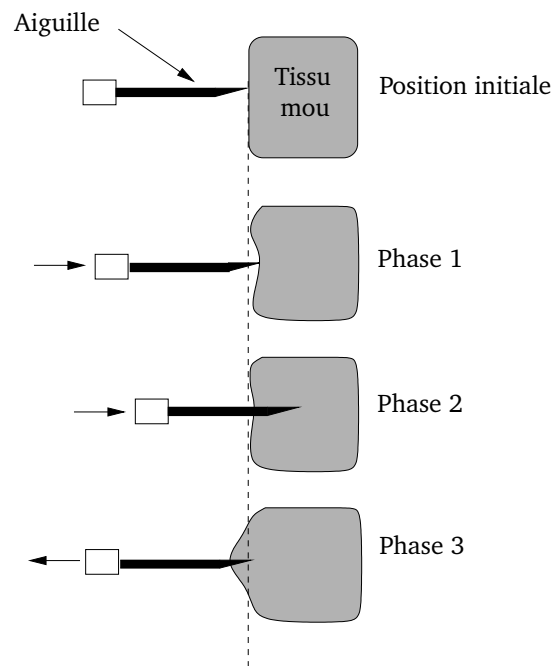 Aiguille
Tissu
mou
Position initiale
Phase 1
Phase 2
Phase 3